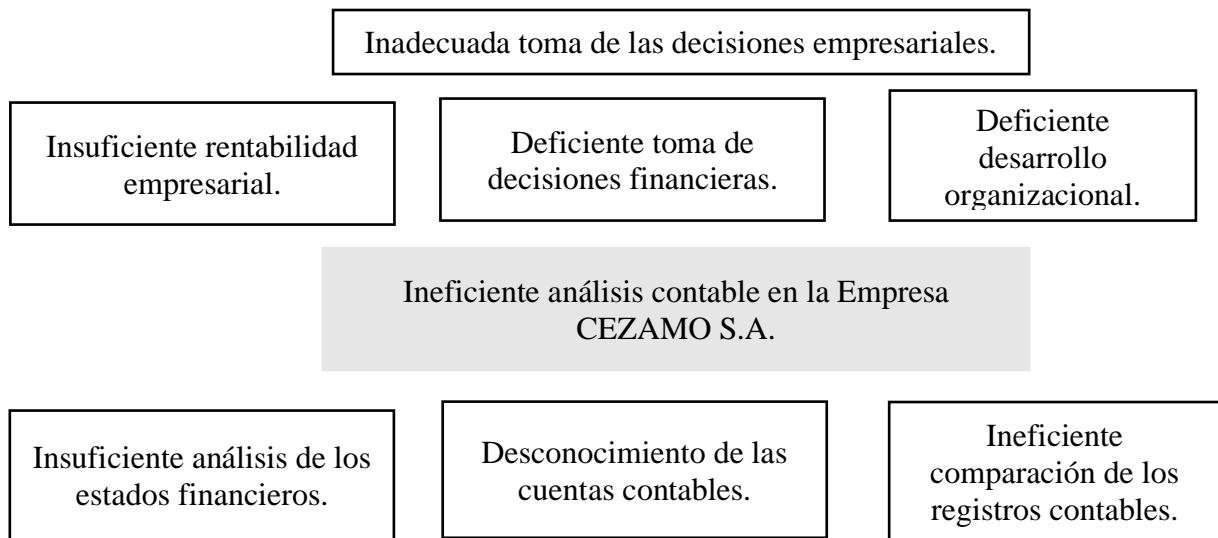 Inadecuada toma de las decisiones empresariales.
Insuficiente rentabilidad
empresarial.
Deficiente toma de
decisiones financieras.
Deficiente
desarrollo
organizacional.
Ineficiente análisis contable en la Empresa
CEZAMO S.A.
Insuficiente análisis de los
estados financieros.
Desconocimiento de las
cuentas contables.
Ineficiente
comparación de los
registros contables.